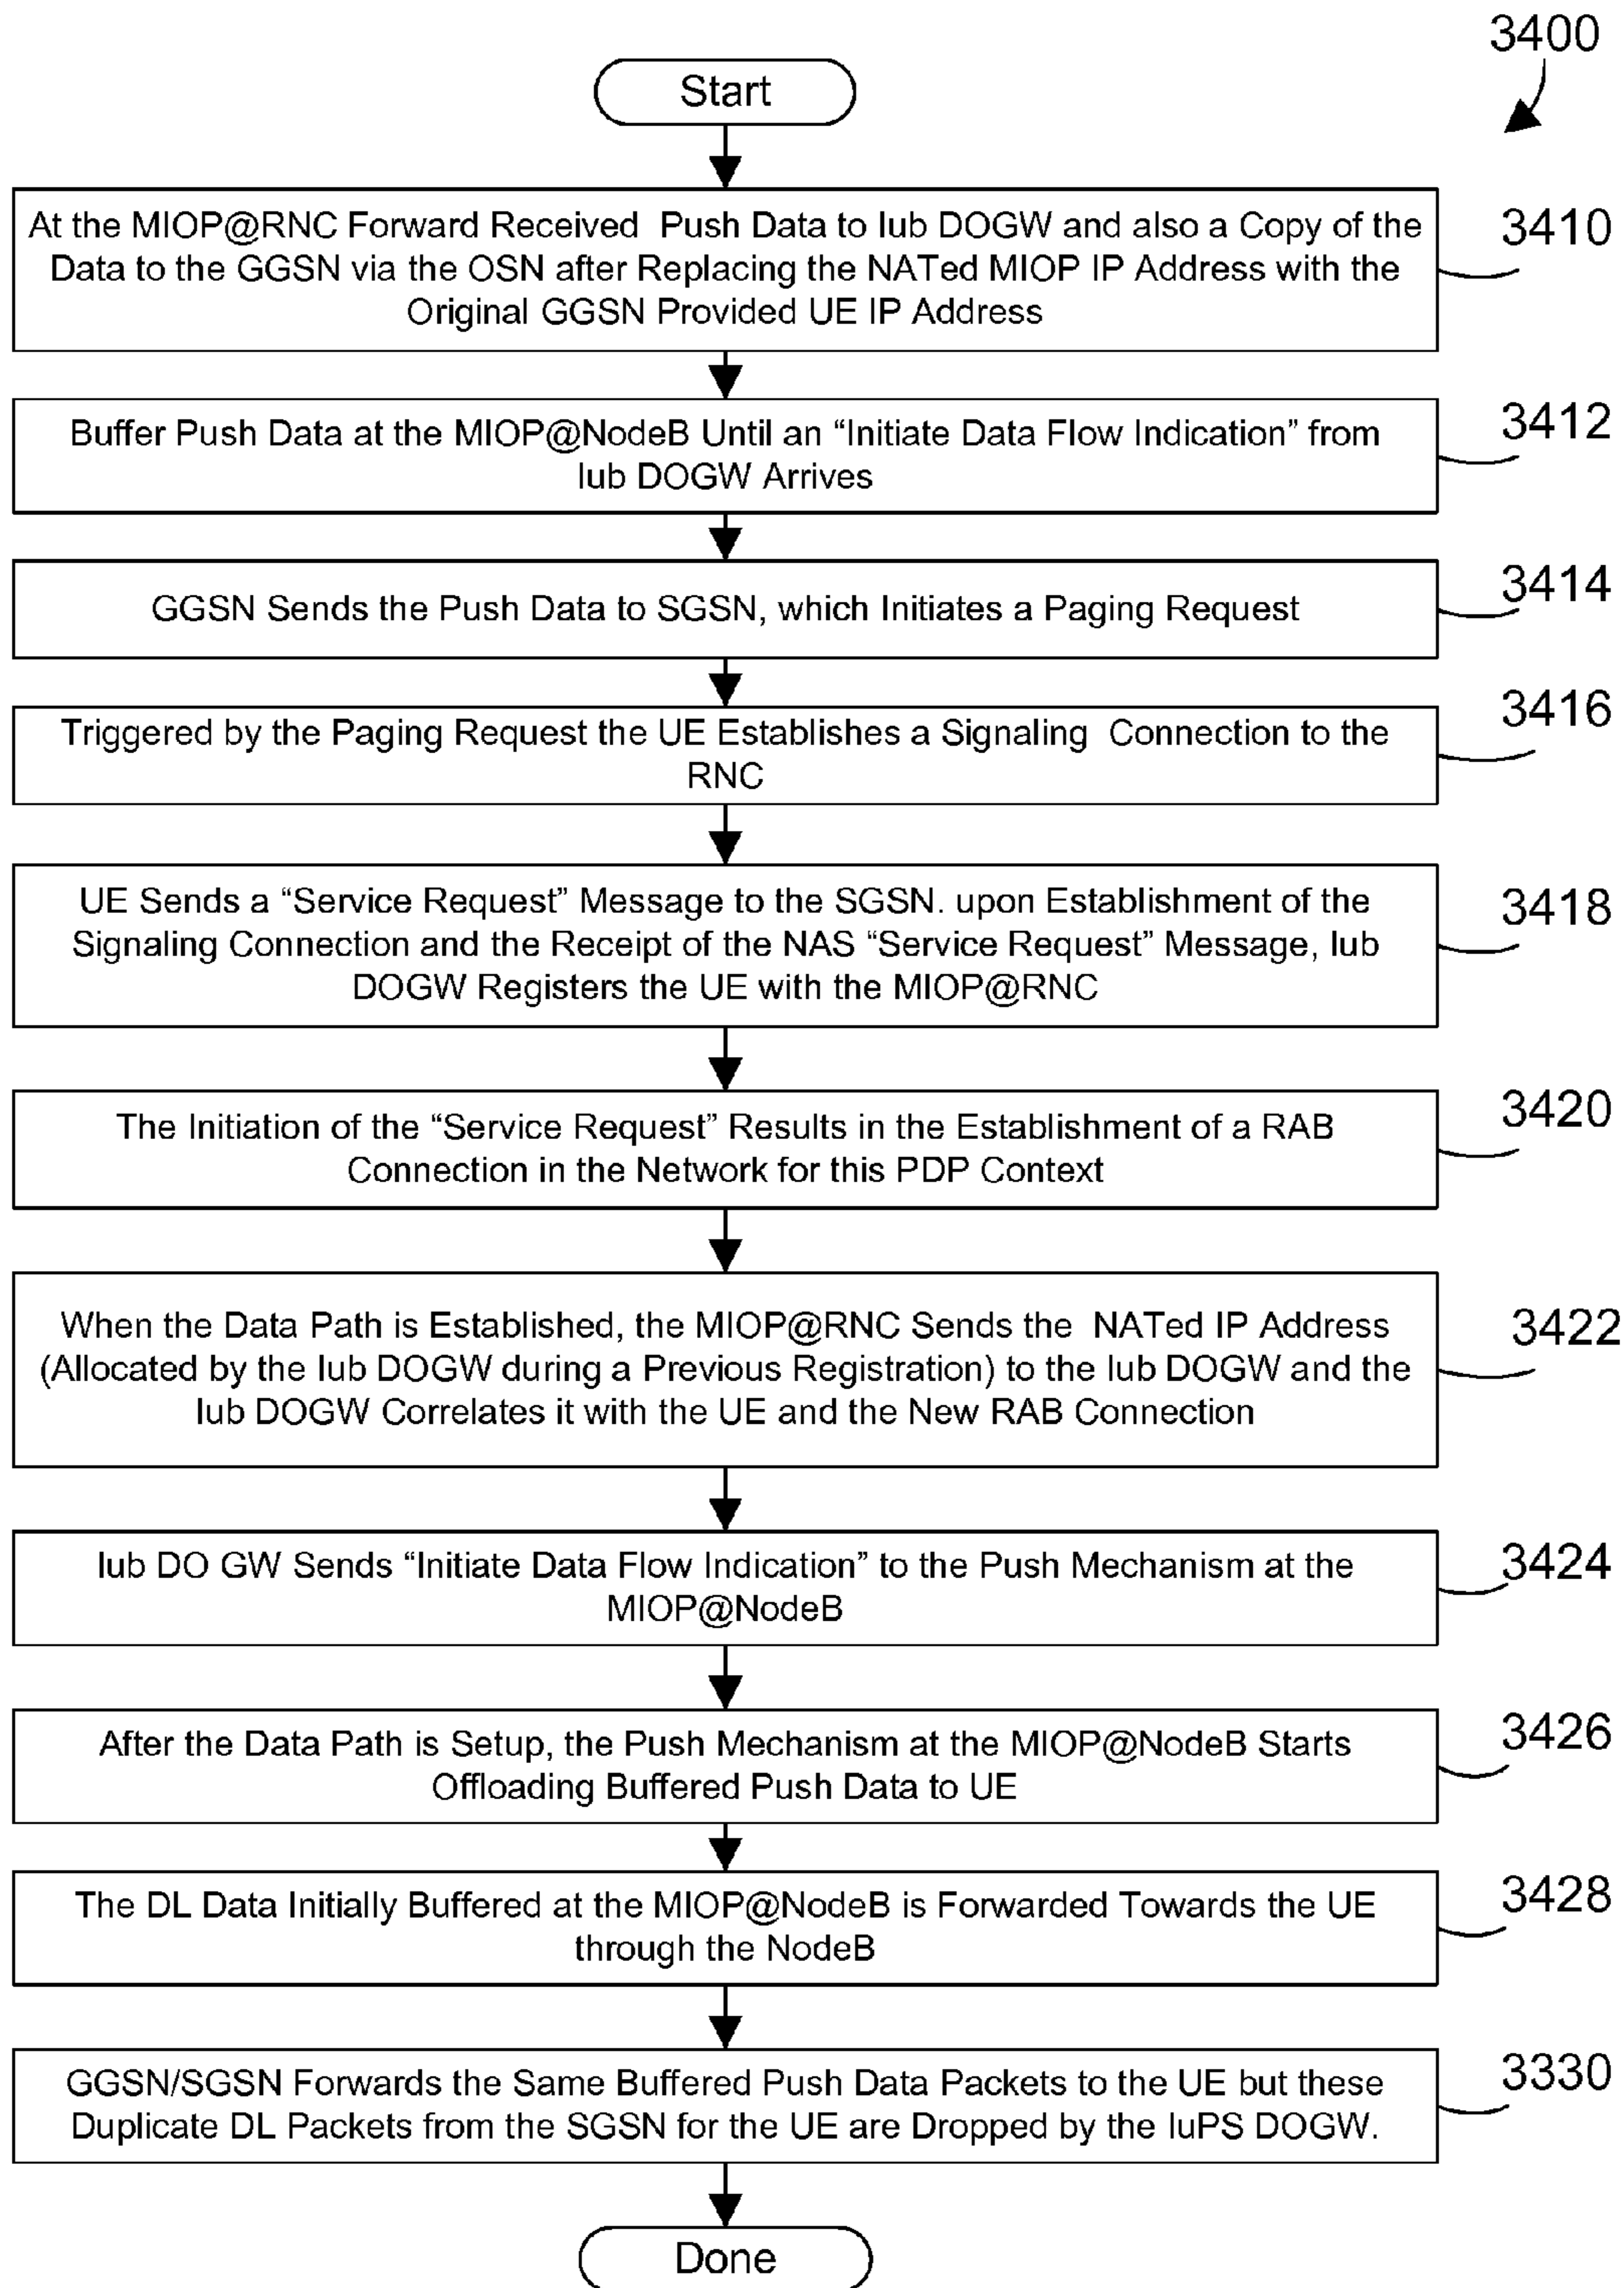 3400
Start
At the MIOP@RNC Forward Received Push Data to Iub DOGW and also a Copy of the
Data to the GGSN via the OSN after Replacing the NATed MIOP IP Address with the
Original GGSN Provided UE IP Address
3410
Buffer Push Data at the MIOP@NodeB Until an “Initiate Data Flow Indication” from
Iub DOGW Arrives
3412
GGSN Sends the Push Data to SGSN, which Initiates a Paging Request
3414
Triggered by the Paging Request the UE Establishes a Signaling Connection to the
RNC
3416
UE Sends a “Service Request” Message to the SGSN. upon Establishment of the
Signaling Connection and the Receipt of the NAS “Service Request” Message, Iub
DOGW Registers the UE with the MIOP@RNC
3418
The Initiation of the “Service Request” Results in the Establishment of a RAB
Connection in the Network for this PDP Context
3420
When the Data Path is Established, the MIOP@RNC Sends the NATed IP Address
(Allocated by the Iub DOGW during a Previous Registration) to the Iub DOGW and the
Iub DOGW Correlates it with the UE and the New RAB Connection
3422
Iub DO GW Sends “Initiate Data Flow Indication” to the Push Mechanism at the
MIOP@NodeB
3424
After the Data Path is Setup, the Push Mechanism at the MIOP@NodeB Starts
Offloading Buffered Push Data to UE
3426
The DL Data Initially Buffered at the MIOP@NodeB is Forwarded Towards the UE
through the NodeB
3428
GGSN/SGSN Forwards the Same Buffered Push Data Packets to the UE but these
Duplicate DL Packets from the SGSN for the UE are Dropped by the IuPS DOGW.
3330
Done